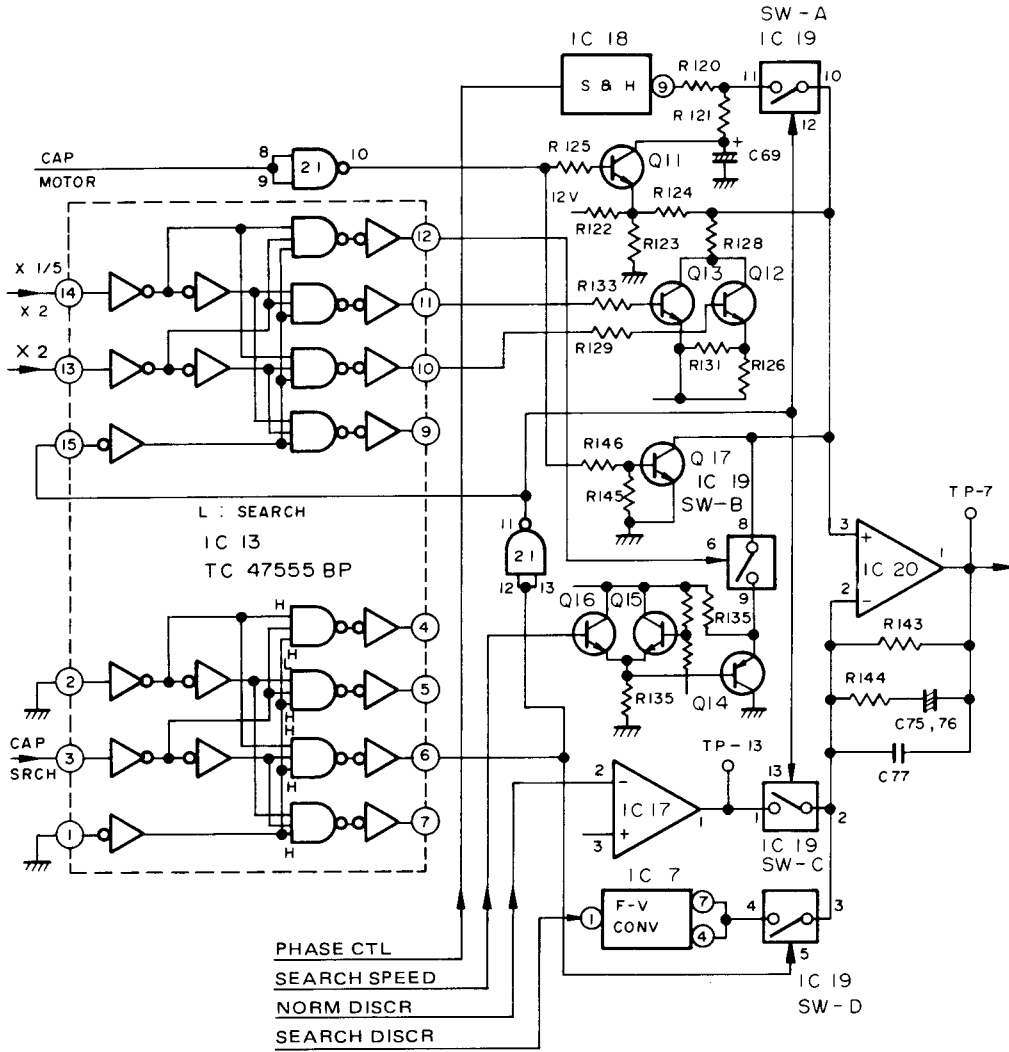 SW-A
IC 18
IC 19
S & H
9
R120
11
10
R121
12
+
C69
CAP
MOTOR
8
9
21
10
R125
Q11
12V
R124
R122
R123
R128
X 1/5
14
X 2
12
Q13
Q12
R133
11
X 2
13
R129
R131
R126
10
15
9
R146
Q17
IC 19
SW-B
R145
8
6
9
TP-7
L : SEARCH
IC 13
TC 47555 BP
11
21
12
13
3
+
IC 20
1
2
-
Q16
Q15
R135
R143
R144
C75,76
C77
H
4
H
2
L
5
R135
Q14
H
H
CAP
3
SRCH
6
H
TP-13
2
-
IC 17
1
+
3
13
1
2
IC 19
SW-C
1
7
H
IC 7
F-V
CONV
1
7
4
4
3
5
IC 19
SW-D
PHASE CTL
SEARCH SPEED
NORM DISCR
SEARCH DISCR